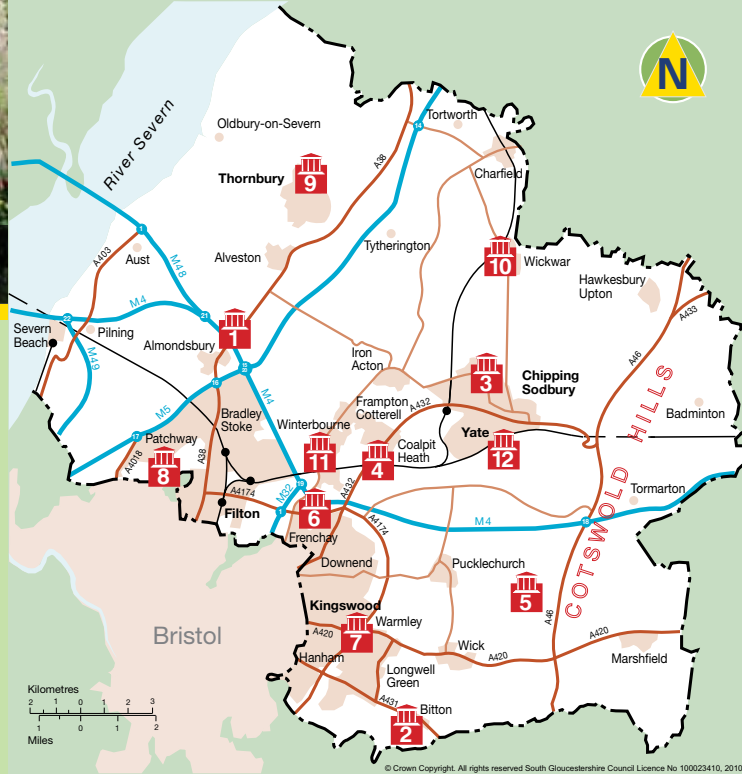 N
Tortworth
14
Oldbury-on-Severn
River Severn
A38
Charfield
Thornbury
9
1
A403
Aust
M48
Alveston
Tytherington
10
Wickwar
Hawkesbury
Upton
A433
M4
22
21
Severn
Beach
Pilning
M49
1
Almondsbury
A46
Iron
Acton
3
Chipping
Sodbury
16
M4
M5
Bradley
Stoke
Frampton
Cotterell
A432
Badminton
17
Patchway
Winterbourne
Yate
Coalpit
Heath
A4018
8
A38
11
4
12
COTSWOLD HILLS
A4174
M32
19
A432
Tormarton
Filton
1
6
A4174
M4
18
Frenchay
Downend
Pucklechurch
5
Kingswood
A420
7
Warmley
A46
Bristol
Wick
A420
A420
Hanham
Longwell
Green
Marshfield
A431
Bitton
2
Kilometres
2 1 0 1 2 3
1 0 1 2
Miles
© Crown Copyright. All rights reserved South Gloucestershire Council Licence No 100023410, 2010